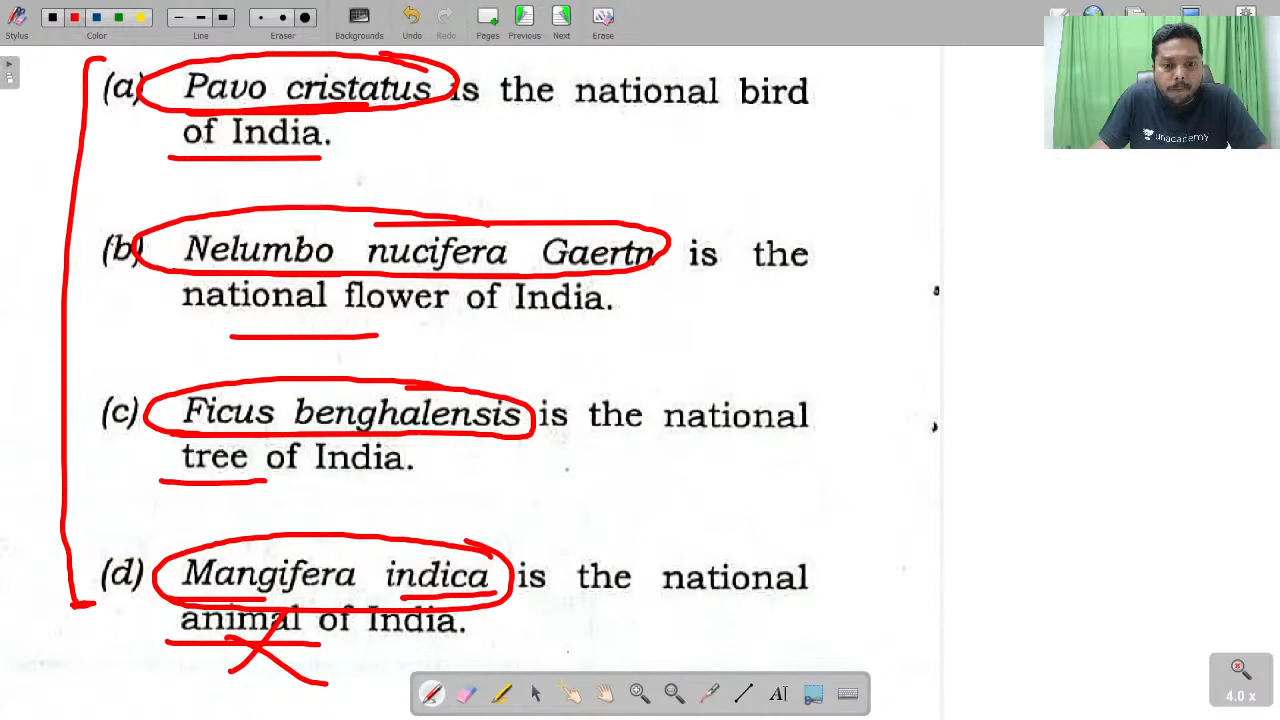 Stylus
Color
Line
Eraser
Backgrounds
Undo
Redo
Pages
Previous
Next
Erase
unacademy
(a) Pavo cristatus is the national bird
of India.
(b) Nelumbo nucifera Gaertn is the
national flower of India.
(c) Ficus benghalensis is the national
tree of India.
(d) Mangifera indica is the national
animal of India.
4.0 x